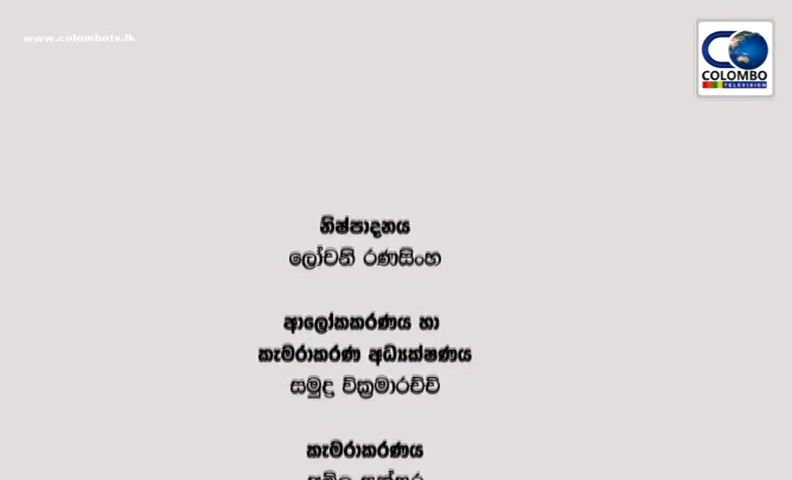 www.colombotv.lk
COLOMBO
TELEVISION
නිෂ්පාදනය
ලෝචනි රණසිංහ
ආලෝකකරණය හා
කැමරාකරණ අධ්‍යක්ෂණය
සමුද වික්‍රමාරච්චි
කැමරාකරණය